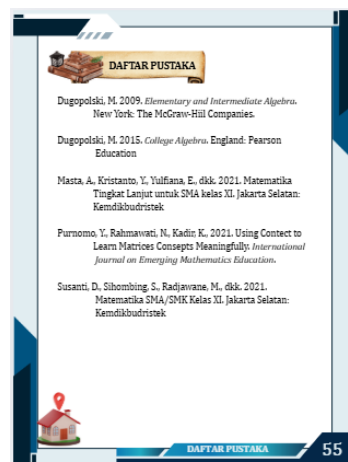 DAFTAR PUSTAKA
Dugopolski, M. 2009. Elementary and Intermediate Algebra.
New York: The McGraw-Hiil Companies.
Dugopolski, M. 2015. College Algebra. England: Pearson
Education
Masta, A., Kristanto, Y., Yulfiana, E., dkk. 2021. Matematika
Tingkat Lanjut untuk SMA kelas XI. Jakarta Selatan:
Kemdikbudristek
Purnomo, Y., Rahmawati, N., Kadir, K., 2021. Using Contect to
Learn Matrices Consepts Meaningfully. International
Journal on Emerging Mathematics Education.
Susanti, D., Sihombing, S., Radjawane, M., dkk. 2021.
Matematika SMA/SMK Kelas XI. Jakarta Selatan:
Kemdikbudristek
DAFTAR PUSTAKA
55